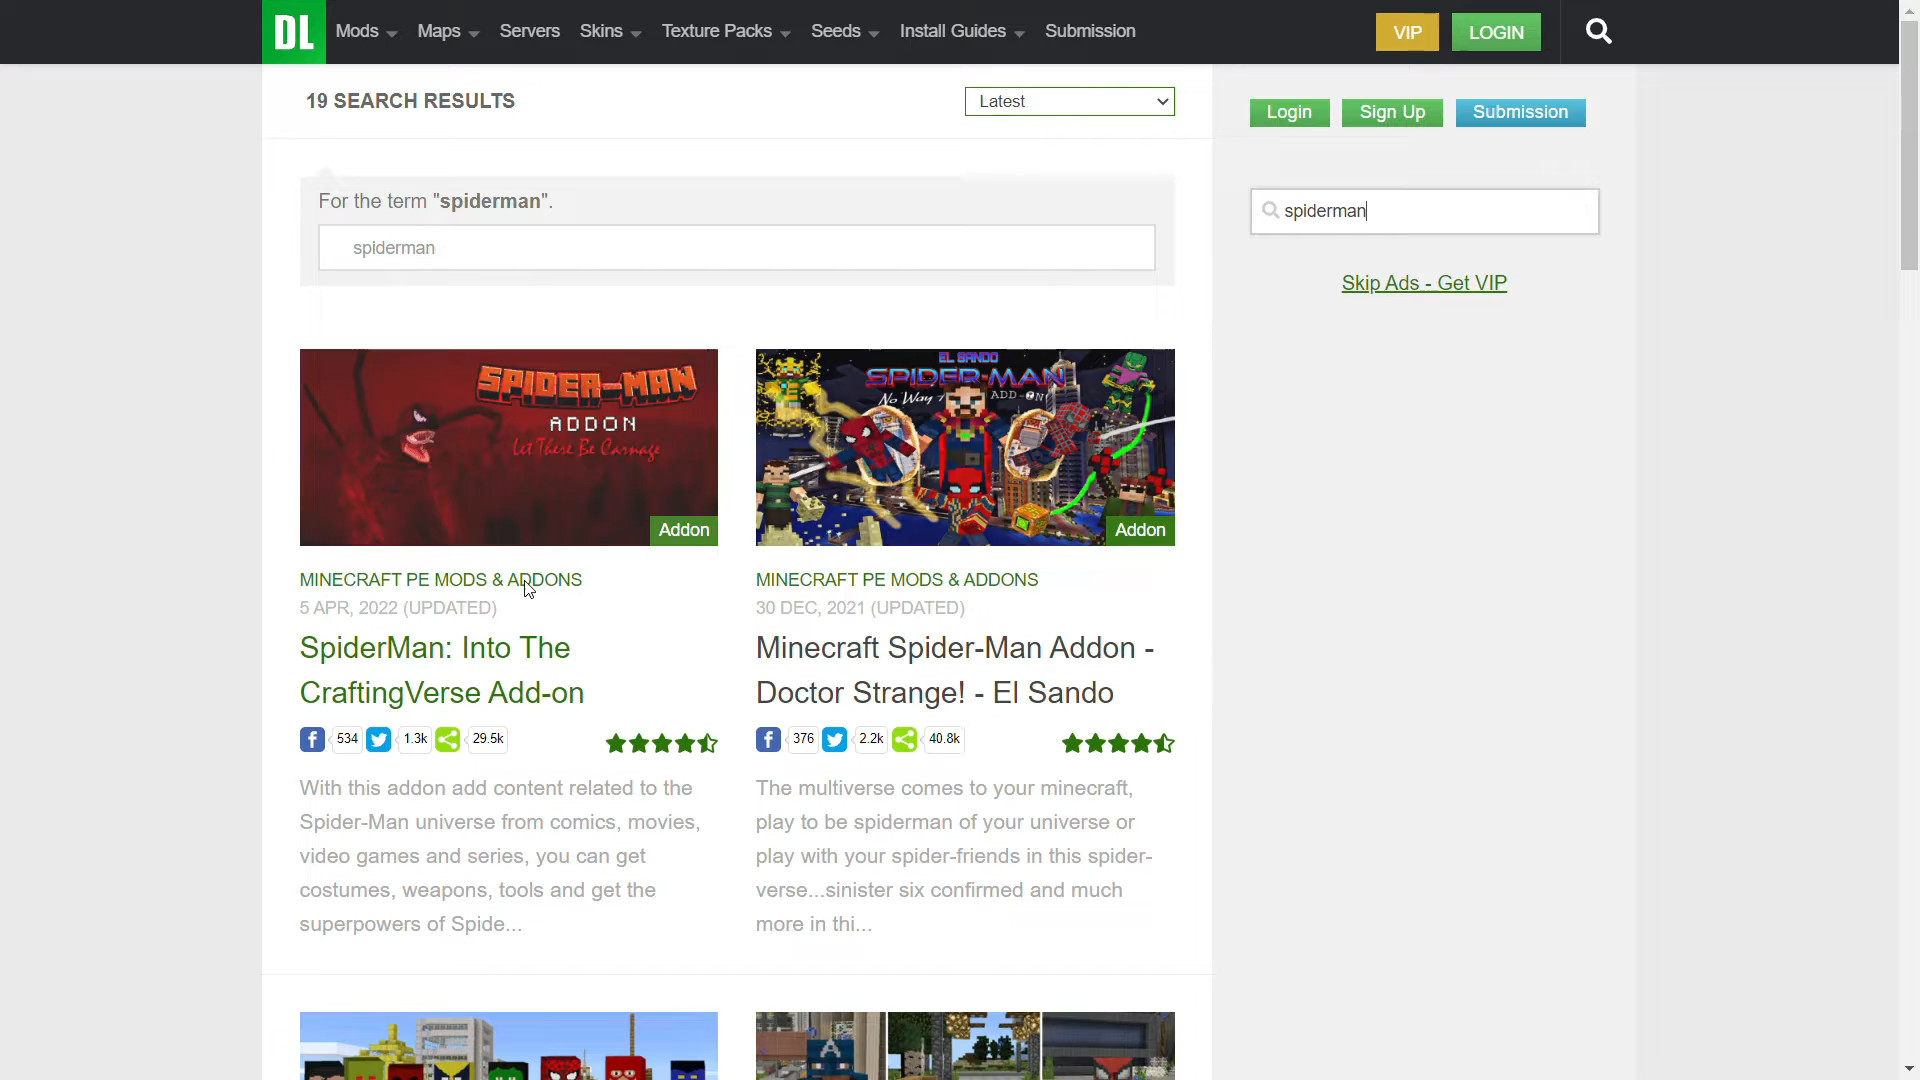 DL Mods Maps Servers Skins Texture Packs Seeds Install Guides Submission VIP LOGIN
19 SEARCH RESULTS
Latest
Login Sign Up Submission
For the term "spiderman".
spiderman
spiderman
Skip Ads - Get VIP
SPIDER-MAN
ADDON
Let There Be Carnage
Addon
EL SANDO
SPIDER-MAN
No Way
ADD-ON!
Addon
MINECRAFT PE MODS & ADDONS
5 APR, 2022 (UPDATED)
SpiderMan: Into The
CraftingVerse Add-on
534 1.3k 29.5k
With this addon add content related to the
Spider-Man universe from comics, movies,
video games and series, you can get
costumes, weapons, tools and get the
superpowers of Spide...
MINECRAFT PE MODS & ADDONS
30 DEC, 2021 (UPDATED)
Minecraft Spider-Man Addon -
Doctor Strange! - El Sando
376 2.2k 40.8k
The multiverse comes to your minecraft,
play to be spiderman of your universe or
play with your spider-friends in this spider-
verse...sinister six confirmed and much
more in thi...